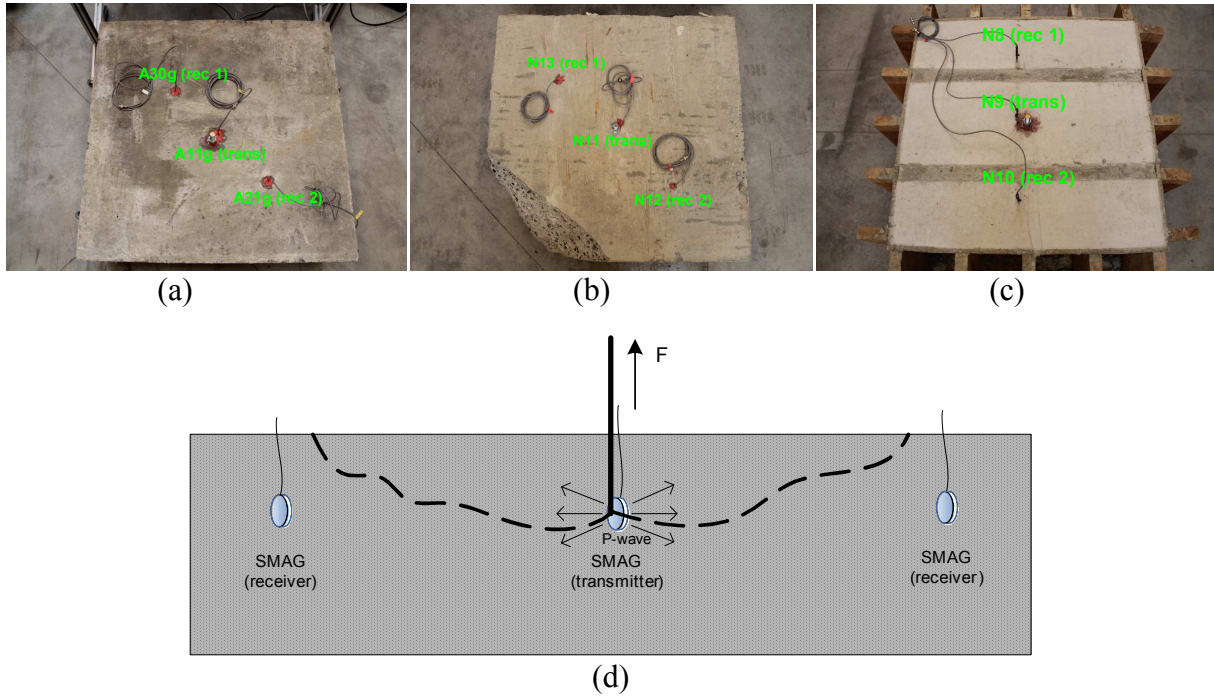 A30g (rec 1)
A11g (trans)
A21g (rec 2)
N13 (rec 1)
N11 (trans)
N12 (rec 2)
N8 (rec 1)
N9 (trans)
N10 (rec 2)
(a)
(b)
(c)
F
P-wave
SMAG
(receiver)
SMAG
(transmitter)
SMAG
(receiver)
(d)